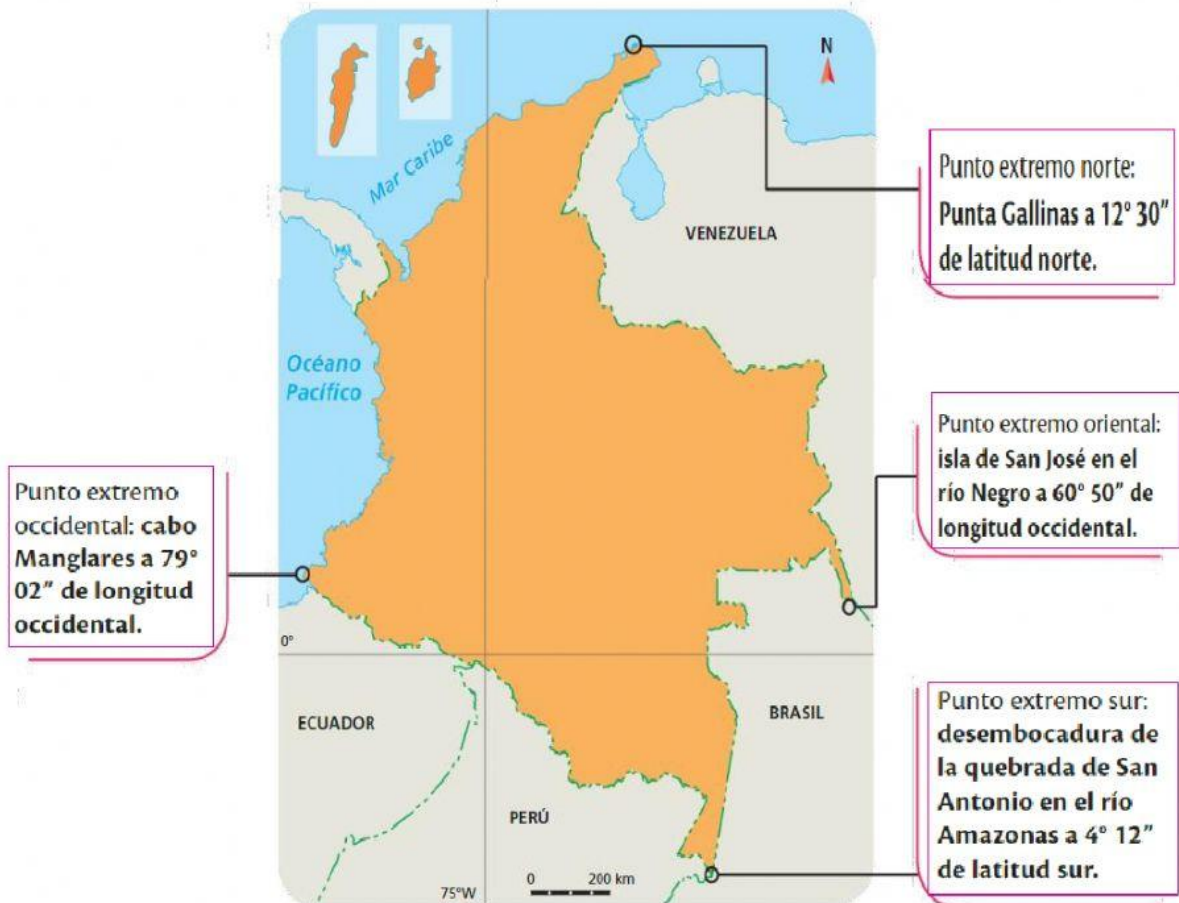 N
Mar Caribe
VENEZUELA
Océano
Pacífico
0°
ECUADOR
BRASIL
PERÚ
75°W
0 200 km
Punto extremo norte:
Punta Gallinas a 12° 30”
de latitud norte.
Punto extremo oriental:
isla de San José en el
río Negro a 60° 50” de
longitud occidental.
Punto extremo
occidental: cabo
Manglares a 79°
02” de longitud
occidental.
Punto extremo sur:
desembocadura de
la quebrada de San
Antonio en el río
Amazonas a 4° 12”
de latitud sur.